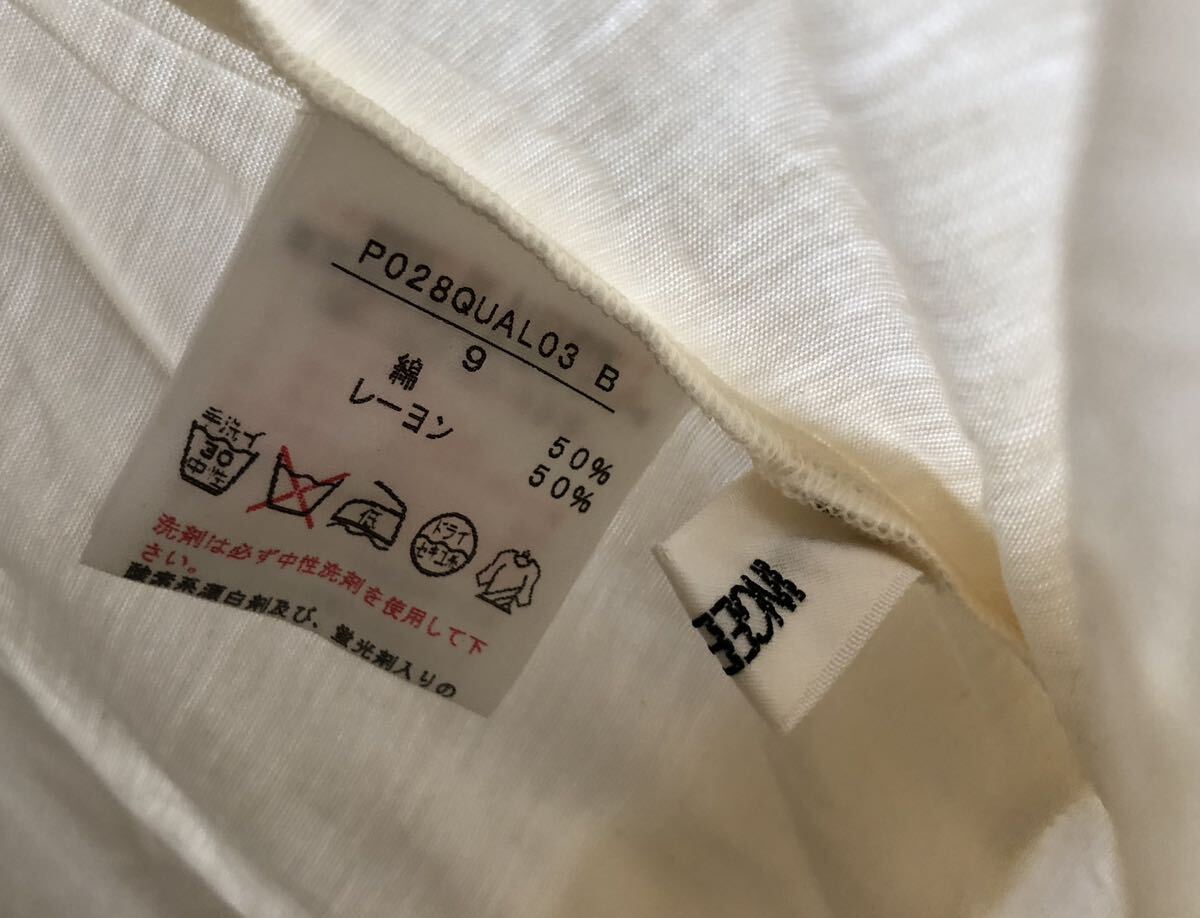 P028QUAL03 B
9
綿 50%
レーヨン 50%
手洗イ
30
中性
低
ドライ
セキユ系
洗剤は必ず中性洗剤を使用して下
さい。
酸素系漂白剤及び、蛍光剤入りの